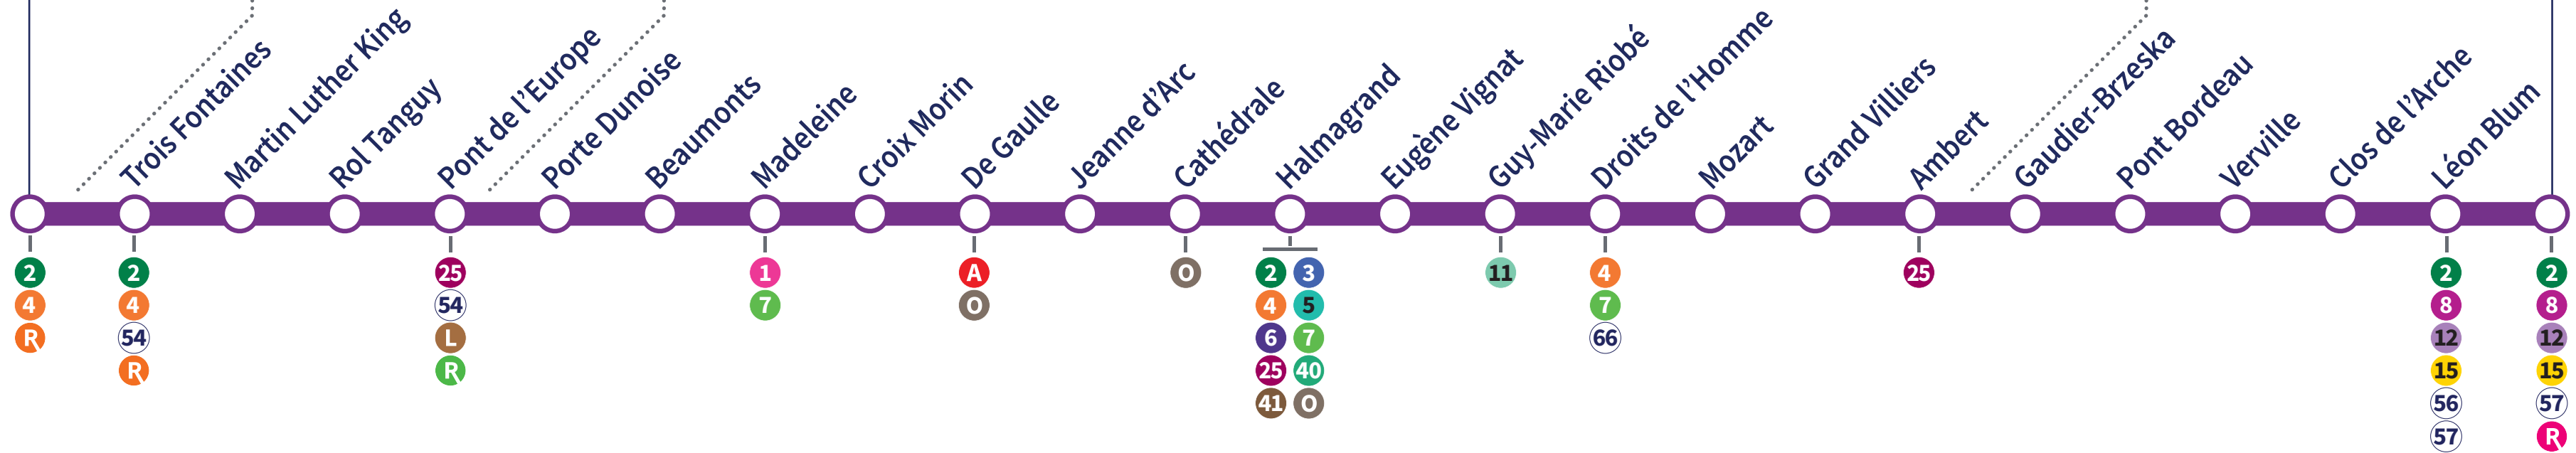 Trois Fontaines
Martin Luther King
Rol Tanguy
Pont de l’Europe
Porte Dunoise
Beaumonts
Madeleine
Croix Morin
De Gaulle
Jeanne d’Arc
Cathédrale
Halmagrand
Eugène Vignat
Guy-Marie Riobé
Droits de l’Homme
Mozart
Grand Villiers
Ambert
Gaudier-Brzeska
Pont Bordeau
Verville
Clos de l’Arche
Léon Blum
2
4
R
2
4
54
R
25
54
L
R
1
7
A
O
O
2 3
4 5
6 7
25 40
41 O
11
4
7
66
25
2
8
12
15
56
57
2
8
12
15
57
R